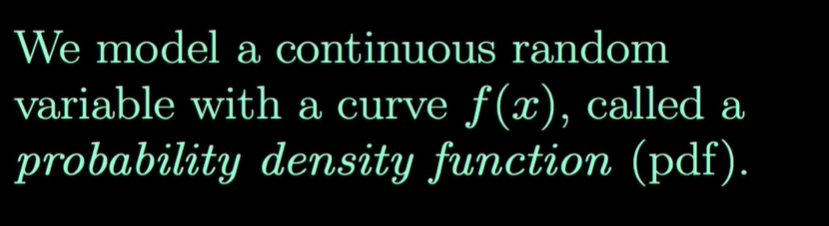 We model a continuous random
variable with a curve f(x), called a
probability density function (pdf).